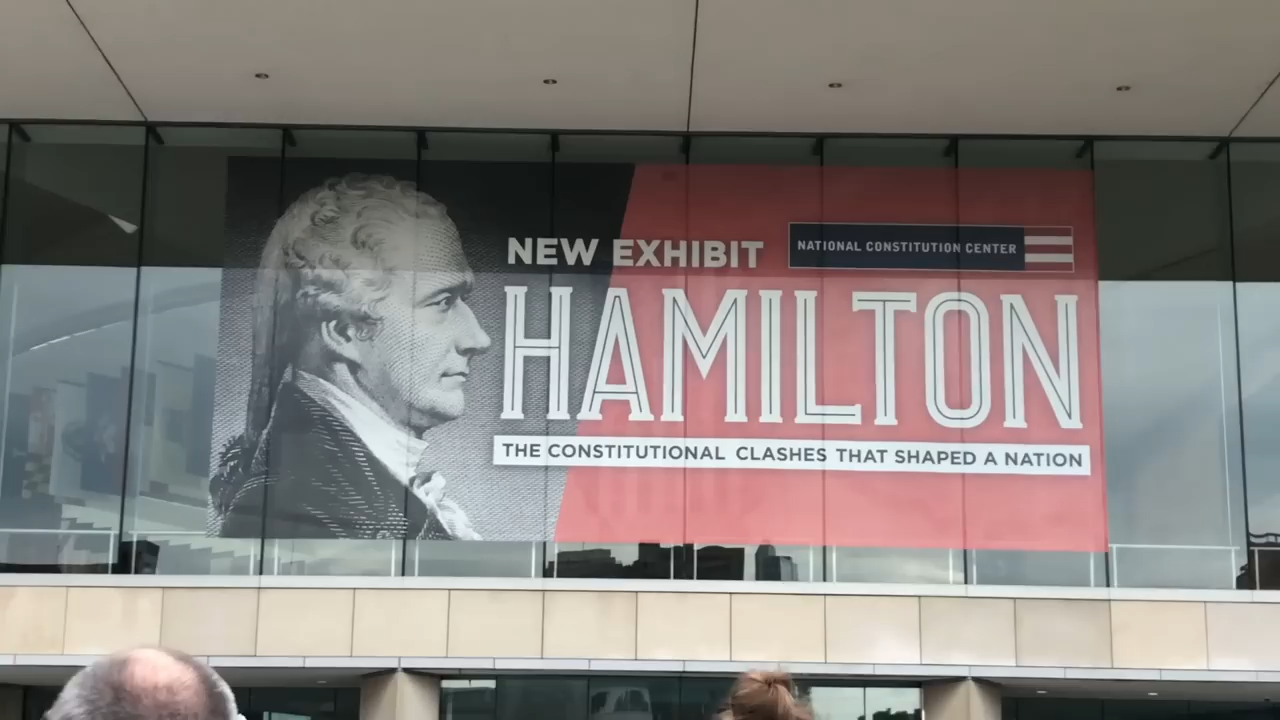 NEW EXHIBIT
NATIONAL CONSTITUTION CENTER
HAMILTON
THE CONSTITUTIONAL CLASHES THAT SHAPED A NATION